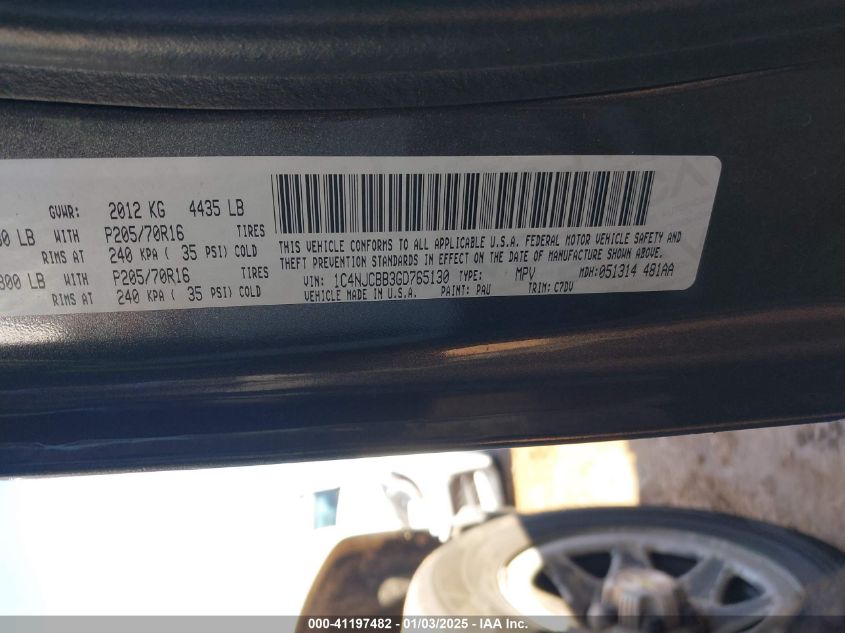 GVWR: 2012 KG 4435 LB
LB WITH P205/70R16 TIRES
RIMS AT 240 KPA ( 35 PSI) COLD
800 LB WITH P205/70R16 TIRES
RIMS AT 240 KPA ( 35 PSI) COLD
THIS VEHICLE CONFORMS TO ALL APPLICABLE U.S.A. FEDERAL MOTOR VEHICLE SAFETY AND
THEFT PREVENTION STANDARDS IN EFFECT ON THE DATE OF MANUFACTURE SHOWN ABOVE.
VIN: 1C4NJCBB3GD765130 TYPE: MPV MDH: 051314 481AA
VEHICLE MADE IN U.S.A. PAINT: PAU TRIM: C7DV
000-41197482 - 01/03/2025 - IAA Inc.